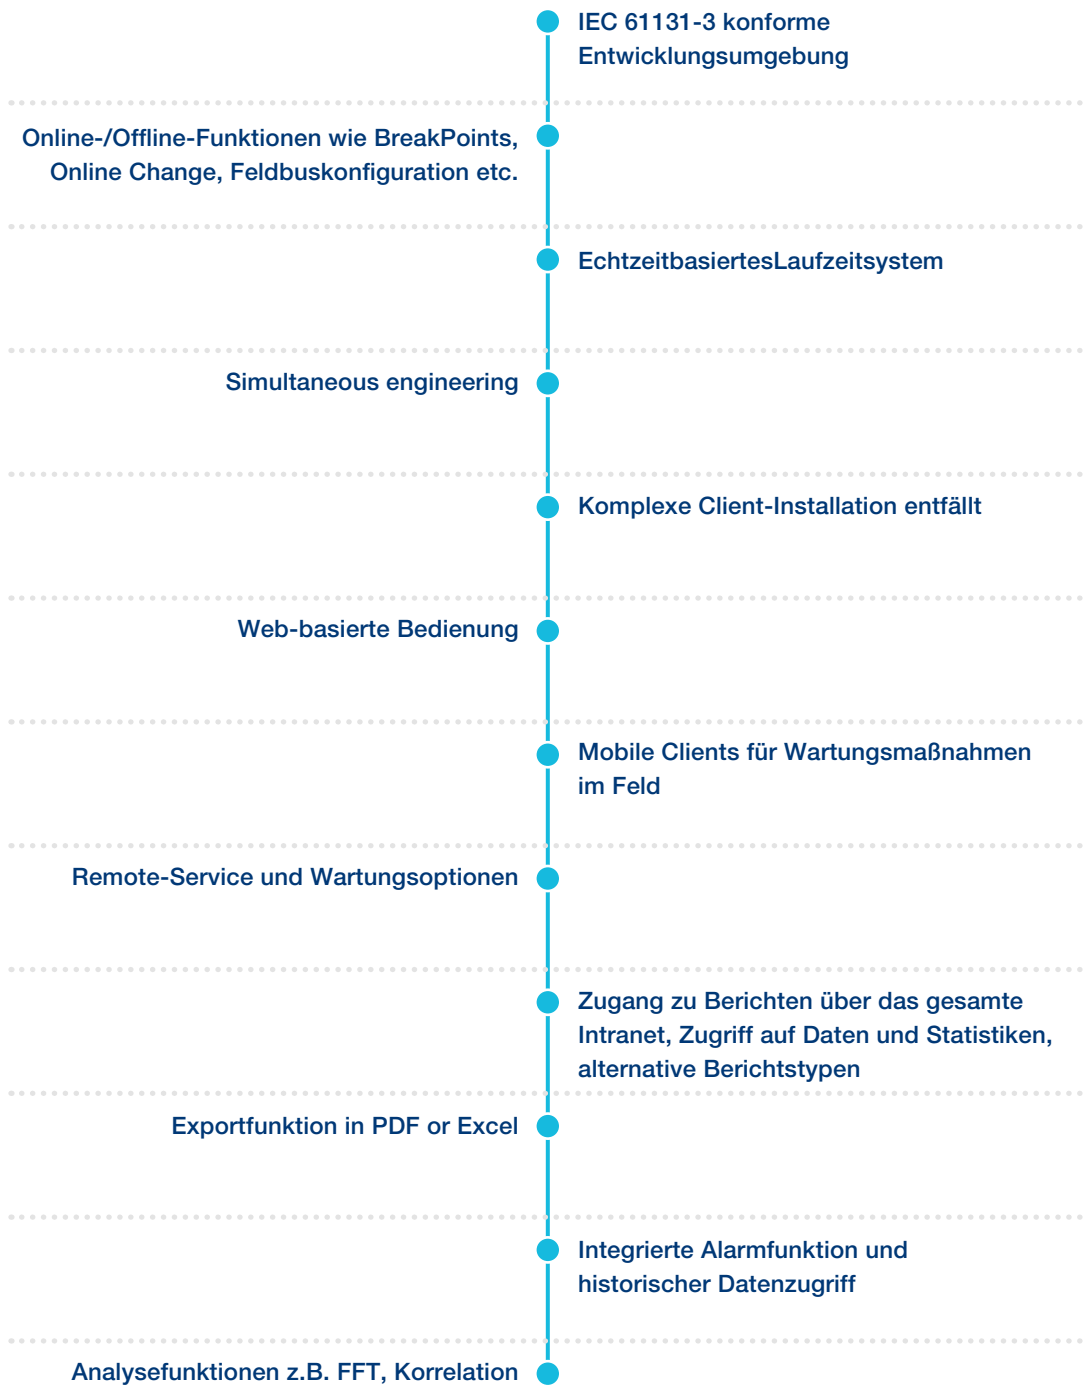 IEC 61131-3 konforme
Entwicklungsumgebung
Online-/Offline-Funktionen wie BreakPoints,
Online Change, Feldbuskonfiguration etc.
EchtzeitbasiertesLaufzeitsystem
Simultaneous engineering
Komplexe Client-Installation entfällt
Web-basierte Bedienung
Mobile Clients für Wartungsmaßnahmen
im Feld
Remote-Service und Wartungsoptionen
Zugang zu Berichten über das gesamte
Intranet, Zugriff auf Daten und Statistiken,
alternative Berichtstypen
Exportfunktion in PDF or Excel
Integrierte Alarmfunktion und
historischer Datenzugriff
Analysefunktionen z.B. FFT, Korrelation